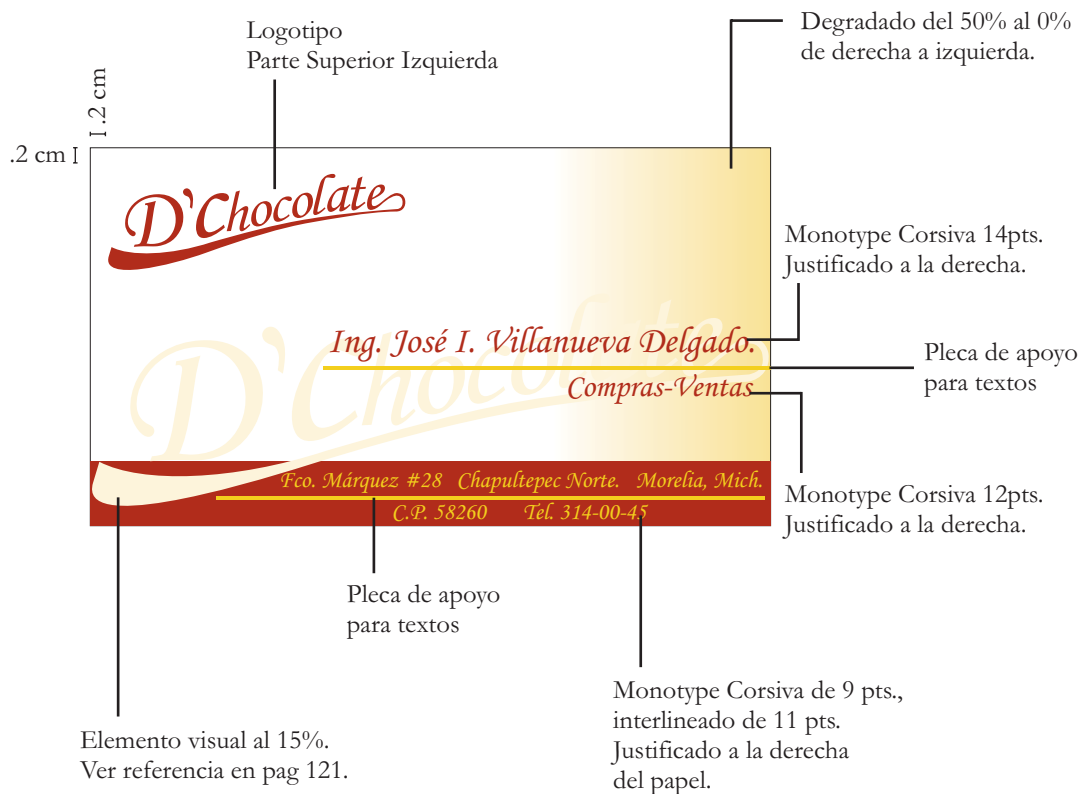 Logotipo
Parte Superior Izquierda
Degradado del 50% al 0%
de derecha a izquierda.
.2 cm
.2 cm
D'Chocolate
Monotype Corsiva 14pts.
Justificado a la derecha.
D'Chocolate
Ing. José I. Villanueva Delgado.
Pleca de apoyo
para textos
Compras-Ventas
Fco. Márquez #28 Chapultepec Norte. Morelia, Mich.
C.P. 58260 Tel. 314-00-45
Monotype Corsiva 12pts.
Justificado a la derecha.
Pleca de apoyo
para textos
Monotype Corsiva de 9 pts.,
interlineado de 11 pts.
Justificado a la derecha
del papel.
Elemento visual al 15%.
Ver referencia en pag 121.